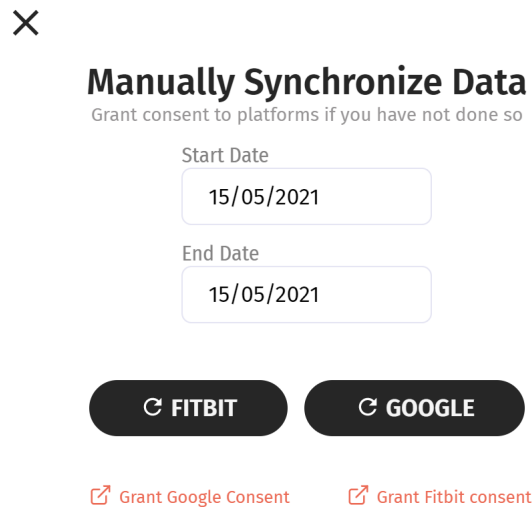 Manually Synchronize Data
Grant consent to platforms if you have not done so
Start Date
15/05/2021
End Date
15/05/2021
FITBIT GOOGLE
Grant Google Consent Grant Fitbit consent